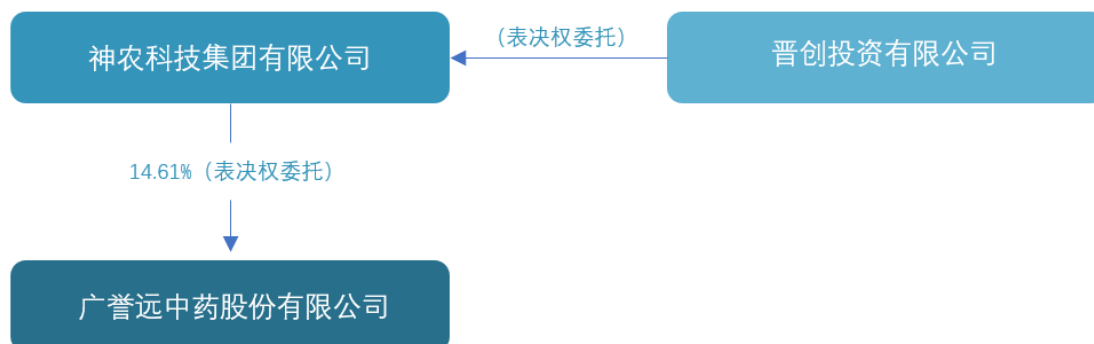 神农科技集团有限公司
（表决权委托）
晋创投资有限公司
14.61%（表决权委托）
广誉远中药股份有限公司